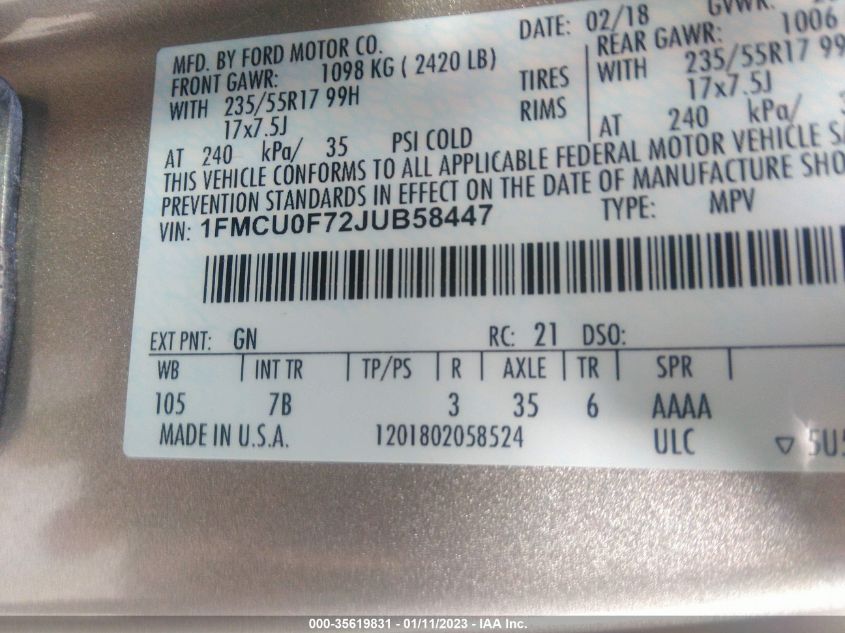 MFD. BY FORD MOTOR CO. DATE: 02/18 GVWR:
FRONT GAWR: 1098 KG ( 2420 LB) REAR GAWR: 1006
WITH 235/55R17 99H TIRES WITH 235/55R17 99
17x7.5J RIMS 17x7.5J
AT 240 kPa/ 35 PSI COLD AT 240 kPa/
THIS VEHICLE CONFORMS TO ALL APPLICABLE FEDERAL MOTOR VEHICLE
PREVENTION STANDARDS IN EFFECT ON THE DATE OF MANUFACTURE SHO
VIN: 1FMCU0F72JUB58447 TYPE: MPV
EXT PNT: GN RC: 21 DSO:
WB INT TR TP/PS R AXLE TR SPR
105 7B 3 35 6 AAAA
MADE IN U.S.A. 1201802058524 ULC 5U5
000-35619831 - 01/11/2023 - IAA Inc.